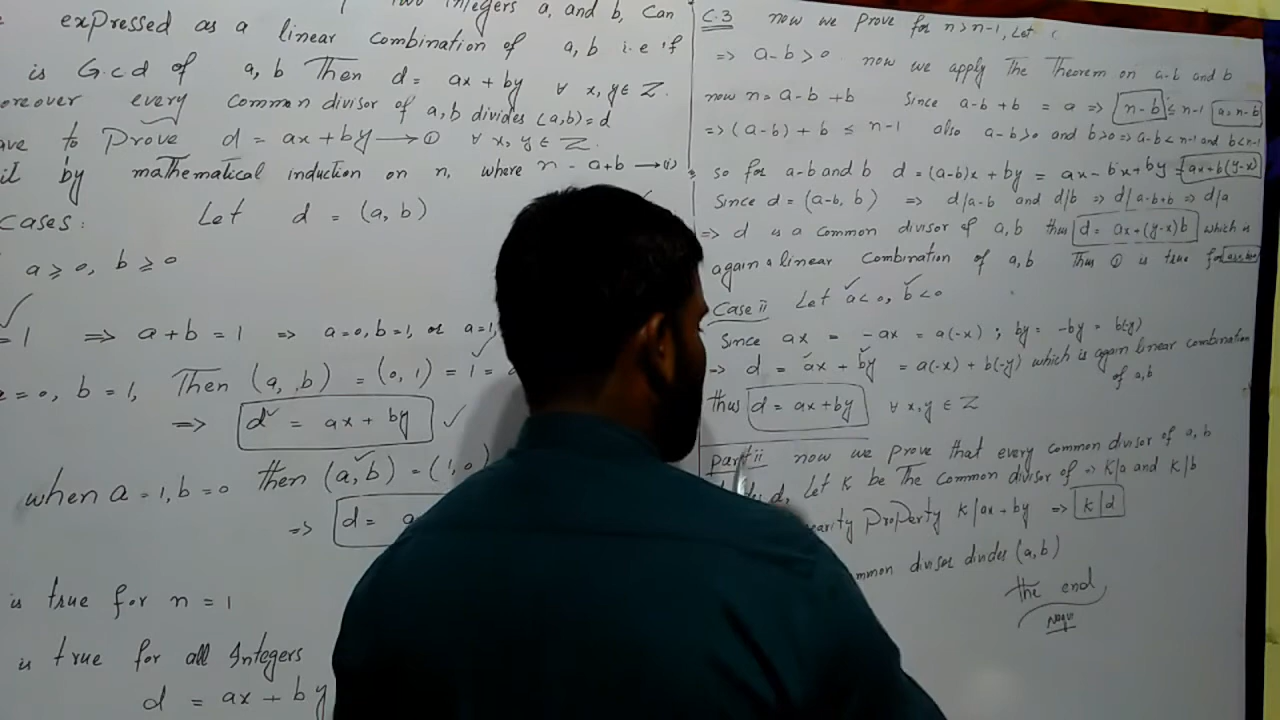 two integers a, and b, can
expressed as a linear combination of a, b i.e if
is G.c.d of a, b Then d = ax + by ∀ x, y ∈ Z.
every common divisor of a, b divides (a,b) = d
to Prove d = ax + by → ① ∀ x, y ∈ Z.
by mathematical induction on n, where n = a+b → (i)
Cases: Let d = (a, b)
a ≥ 0, b ≥ 0
= 1 ⇒ a + b = 1 ⇒ a=0, b=1, or a=1,
= 0, b = 1, Then (a, b) = (0, 1) = 1 =
⇒ d = ax + by
when a = 1, b = 0 then (a, b) = (1, 0)
⇒ d =
is true for n = 1
is true for all Integers
d = ax + by
C.3 now we prove for n > n-1, Let
⇒ a-b > 0 now we apply The Theorem on a-b and b
now n = a-b + b Since a-b + b = a ⇒ n-b ≤ n-1 a = n-b
⇒ (a-b) + b ≤ n-1 also a-b>0 and b>0 ⇒ a-b < n-1 and b < n-1
so for a-b and b d = (a-b)x + by = ax - bx + by = ax + b(y-x)
Since d = (a-b, b) ⇒ d/a-b and d/b ⇒ d/a-b+b ⇒ d/a
⇒ d is a common divisor of a, b thus d = ax + (y-x)b which is
again a linear Combination of a, b Thus ① is true for
Case ii Let a < 0, b < 0
Since ax = -ax = a(-x) ; by = -by = b(-y)
⇒ d = ax + by = a(-x) + b(-y) which is again linear combination
of a, b
thus d = ax + by ∀ x, y ∈ Z
Part ii now we prove that every common divisor of a, b
d, Let K be The Common divisor of ⇒ K/a and K/b
Property K/ax + by ⇒ K/d
divisor divides (a, b)
The end